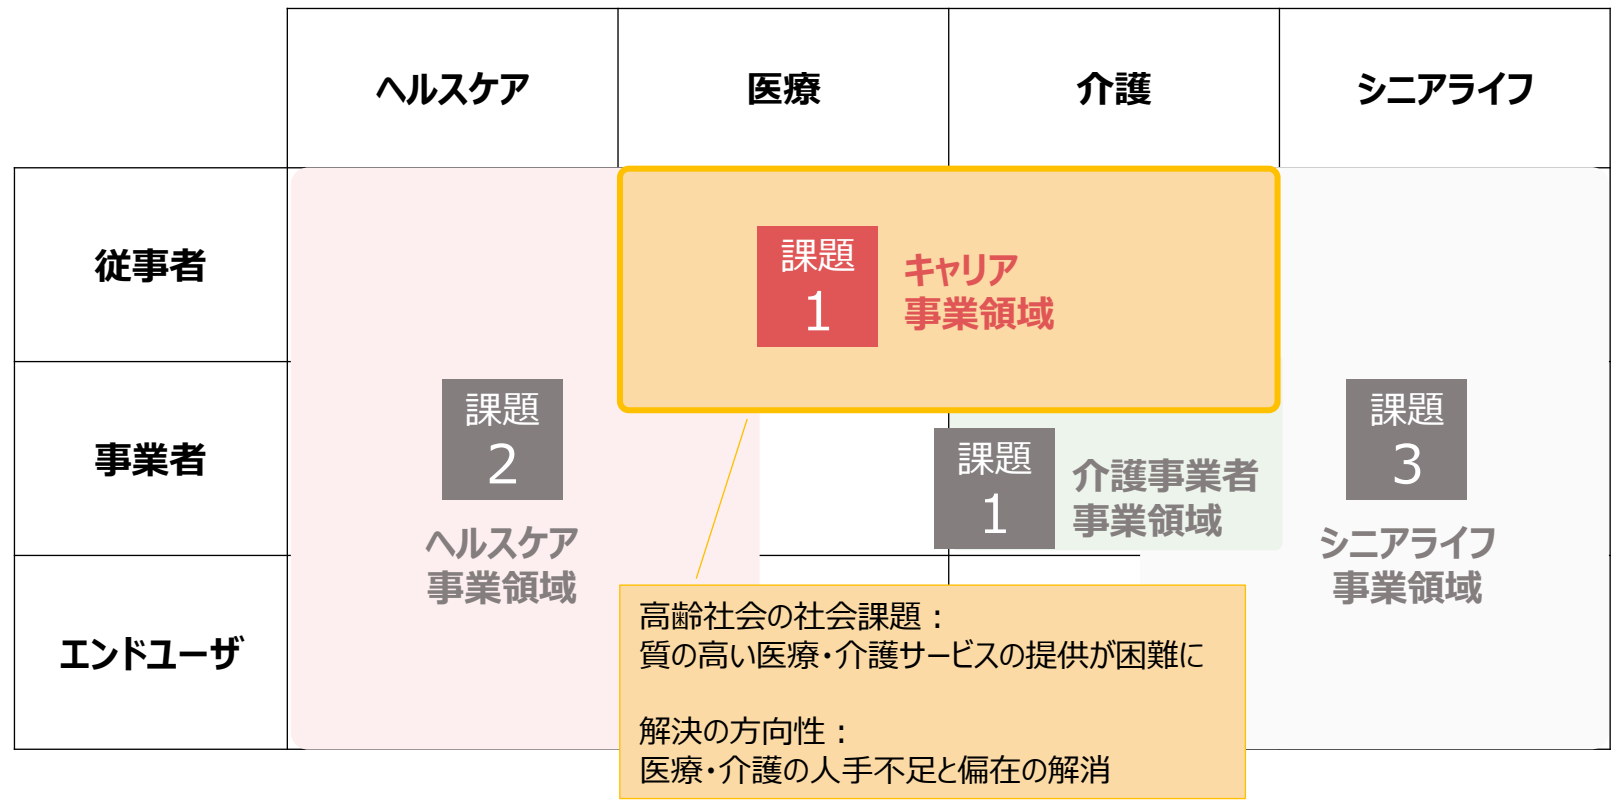 ヘルスケア
医療
介護
シニアライフ
従事者
課題
1
キャリア
事業領域
事業者
課題
2
ヘルスケア
事業領域
課題
1
介護事業者
事業領域
課題
3
シニアライフ
事業領域
エンドユーザ
高齢社会の社会課題：
質の高い医療・介護サービスの提供が困難に
解決の方向性：
医療・介護の人手不足と偏在の解消